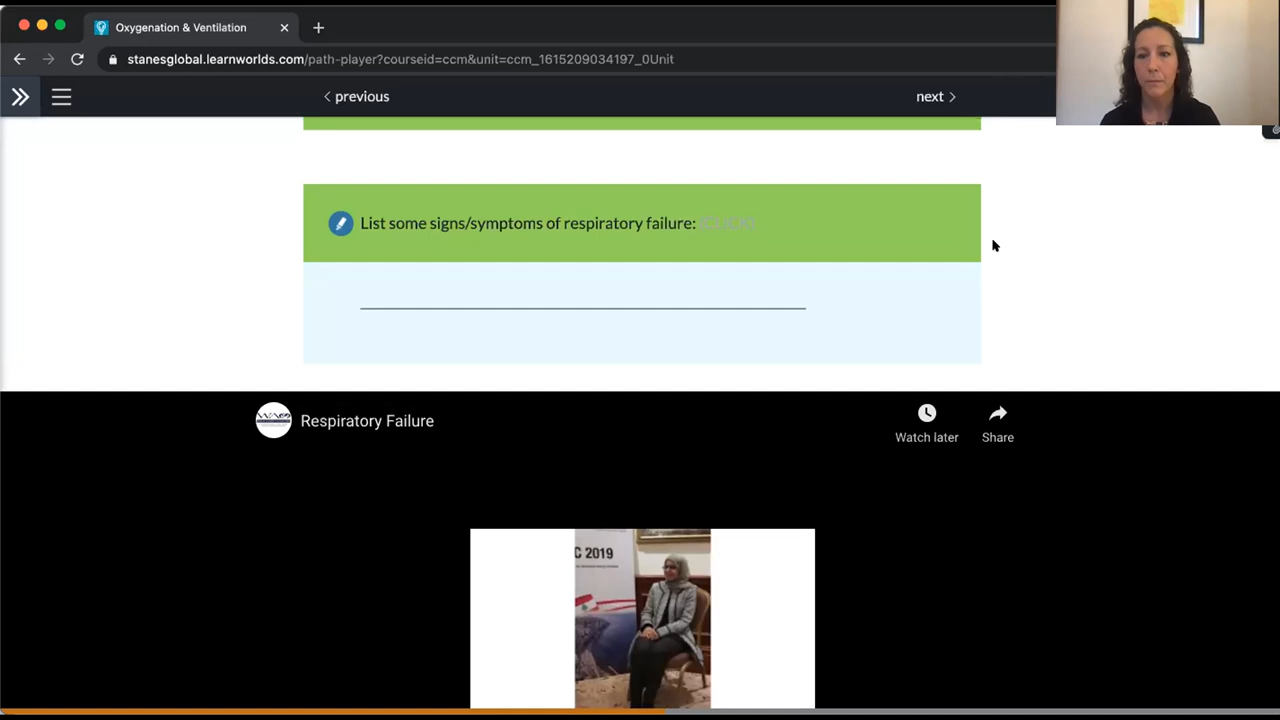 Oxygenation & Ventilation
stanesglobal.learnworlds.com/path-player?courseid=ccm&unit=ccm_1615209034197_0Unit
previous
next
List some signs/symptoms of respiratory failure:
Respiratory Failure
Watch later
Share
C 2019